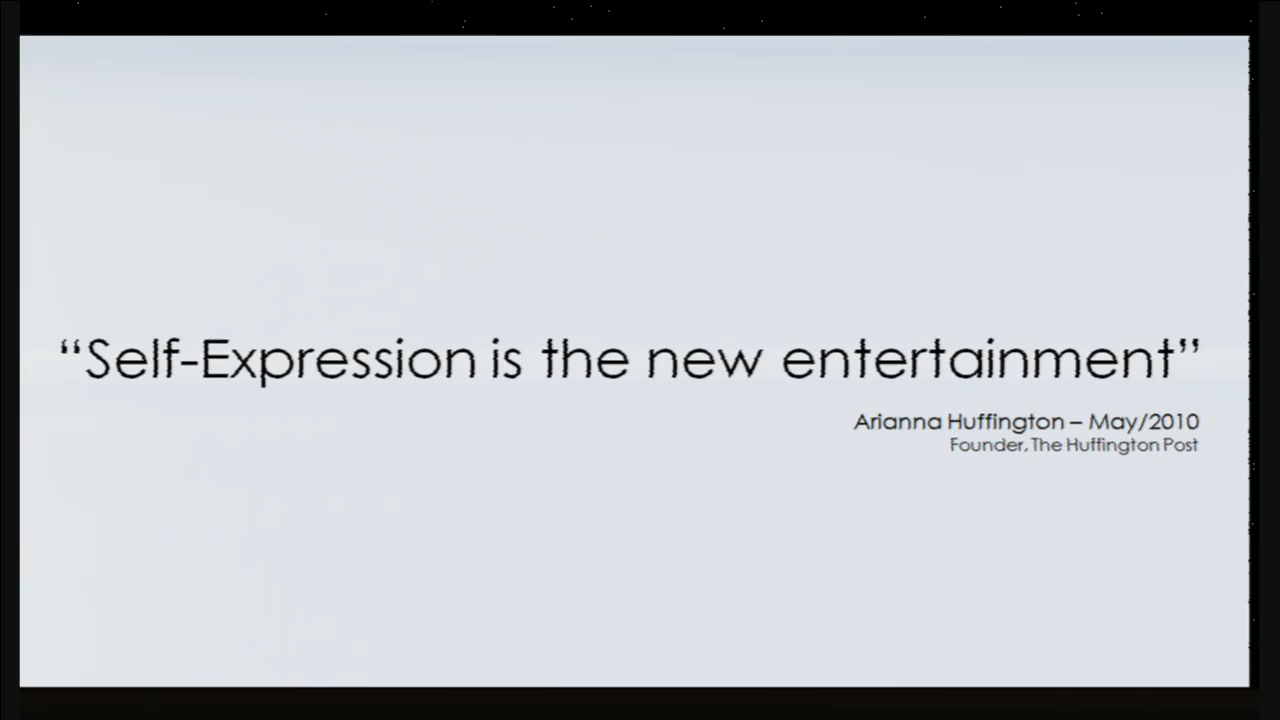 “Self-Expression is the new entertainment”
Arianna Huffington – May/2010
Founder, The Huffington Post